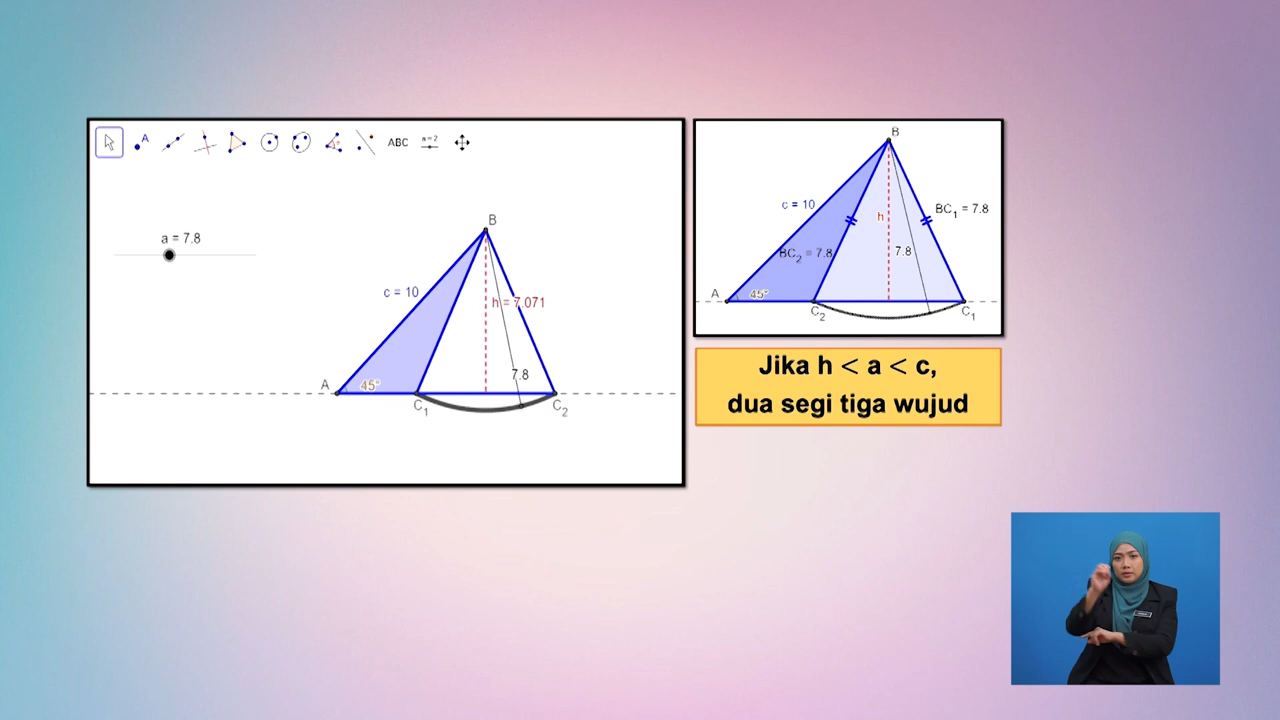 A
ABC
a=2
a = 7.8
B
c = 10
h = 7.071
7.8
A
45°
C₁
C₂
B
c = 10
h
BC₁ = 7.8
BC₂ = 7.8
7.8
A
45°
C₂
C₁
Jika h < a < c,
dua segi tiga wujud